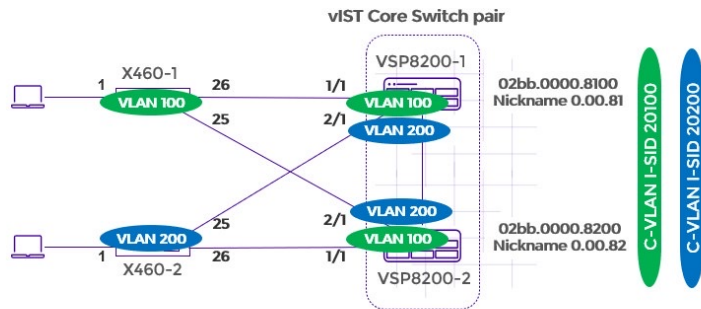 vIST Core Switch pair
X460-1
VSP8200-1
1
26
1/1
VLAN 100
VLAN 100
02bb.0000.8100
Nickname 0.00.81
25
2/1
VLAN 200
C-VLAN I-SID 20100
C-VLAN I-SID 20200
25
2/1
VLAN 200
VLAN 200
VLAN 100
02bb.0000.8200
Nickname 0.00.82
1
X460-2
26
1/1
VSP8200-2